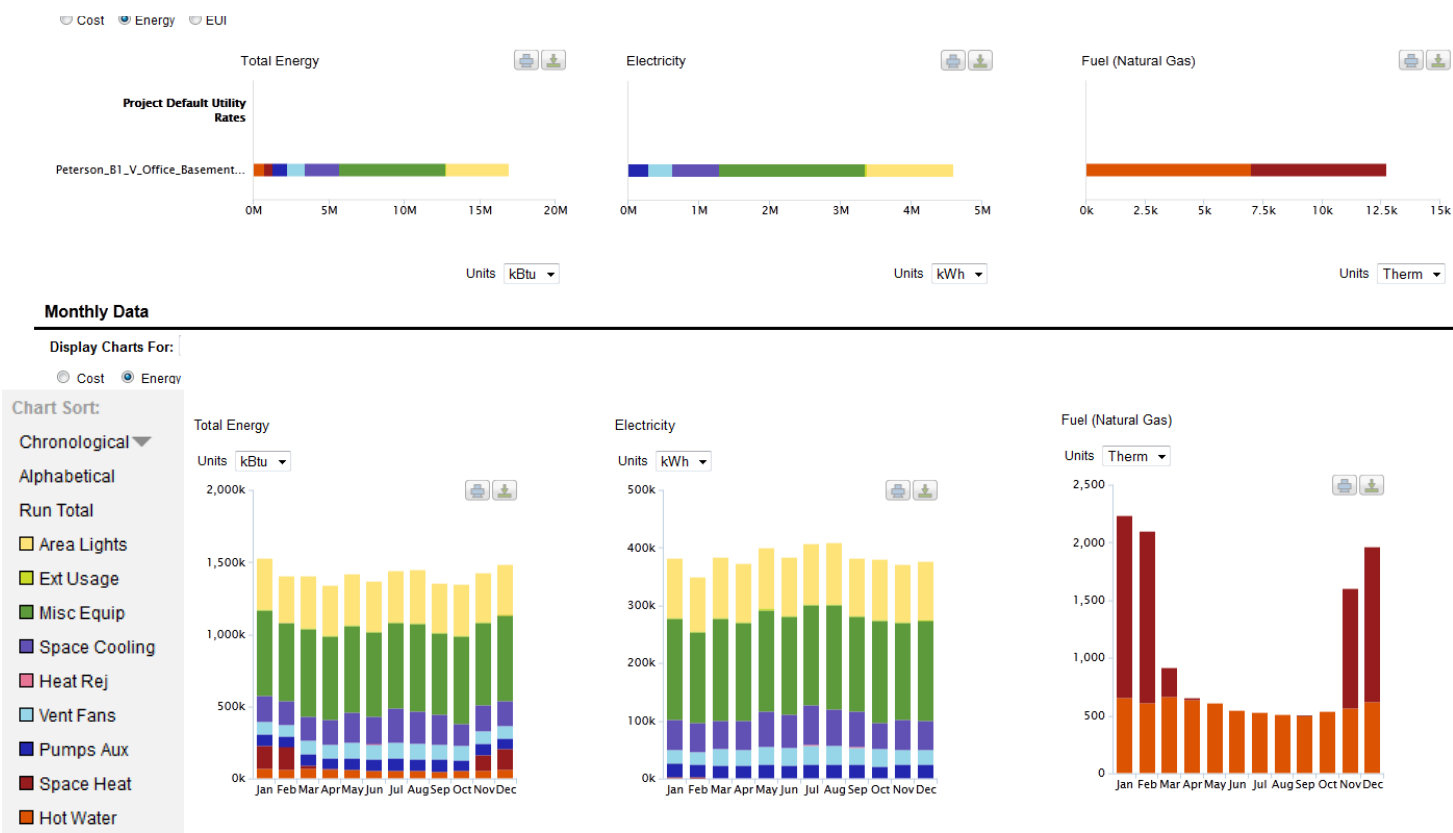 Cost Energy EUI
Total Energy
Electricity
Fuel (Natural Gas)
Project Default Utility
Rates
Peterson_B1_V_Office_Basement...
0M 5M 10M 15M 20M
0M 1M 2M 3M 4M 5M
0k 2.5k 5k 7.5k 10k 12.5k 15k
Units kBtu
Units kWh
Units Therm
Monthly Data
Display Charts For:
Cost Energy
Chart Sort:
Chronological
Alphabetical
Run Total
Area Lights
Ext Usage
Misc Equip
Space Cooling
Heat Rej
Vent Fans
Pumps Aux
Space Heat
Hot Water
Total Energy
Units kBtu
2,000k
1,500k
1,000k
500k
0k
Jan Feb Mar Apr May Jun Jul Aug Sep Oct Nov Dec
Electricity
Units kWh
500k
400k
300k
200k
100k
0k
Jan Feb Mar Apr May Jun Jul Aug Sep Oct Nov Dec
Fuel (Natural Gas)
Units Therm
2,500
2,000
1,500
1,000
500
0
Jan Feb Mar Apr May Jun Jul Aug Sep Oct Nov Dec